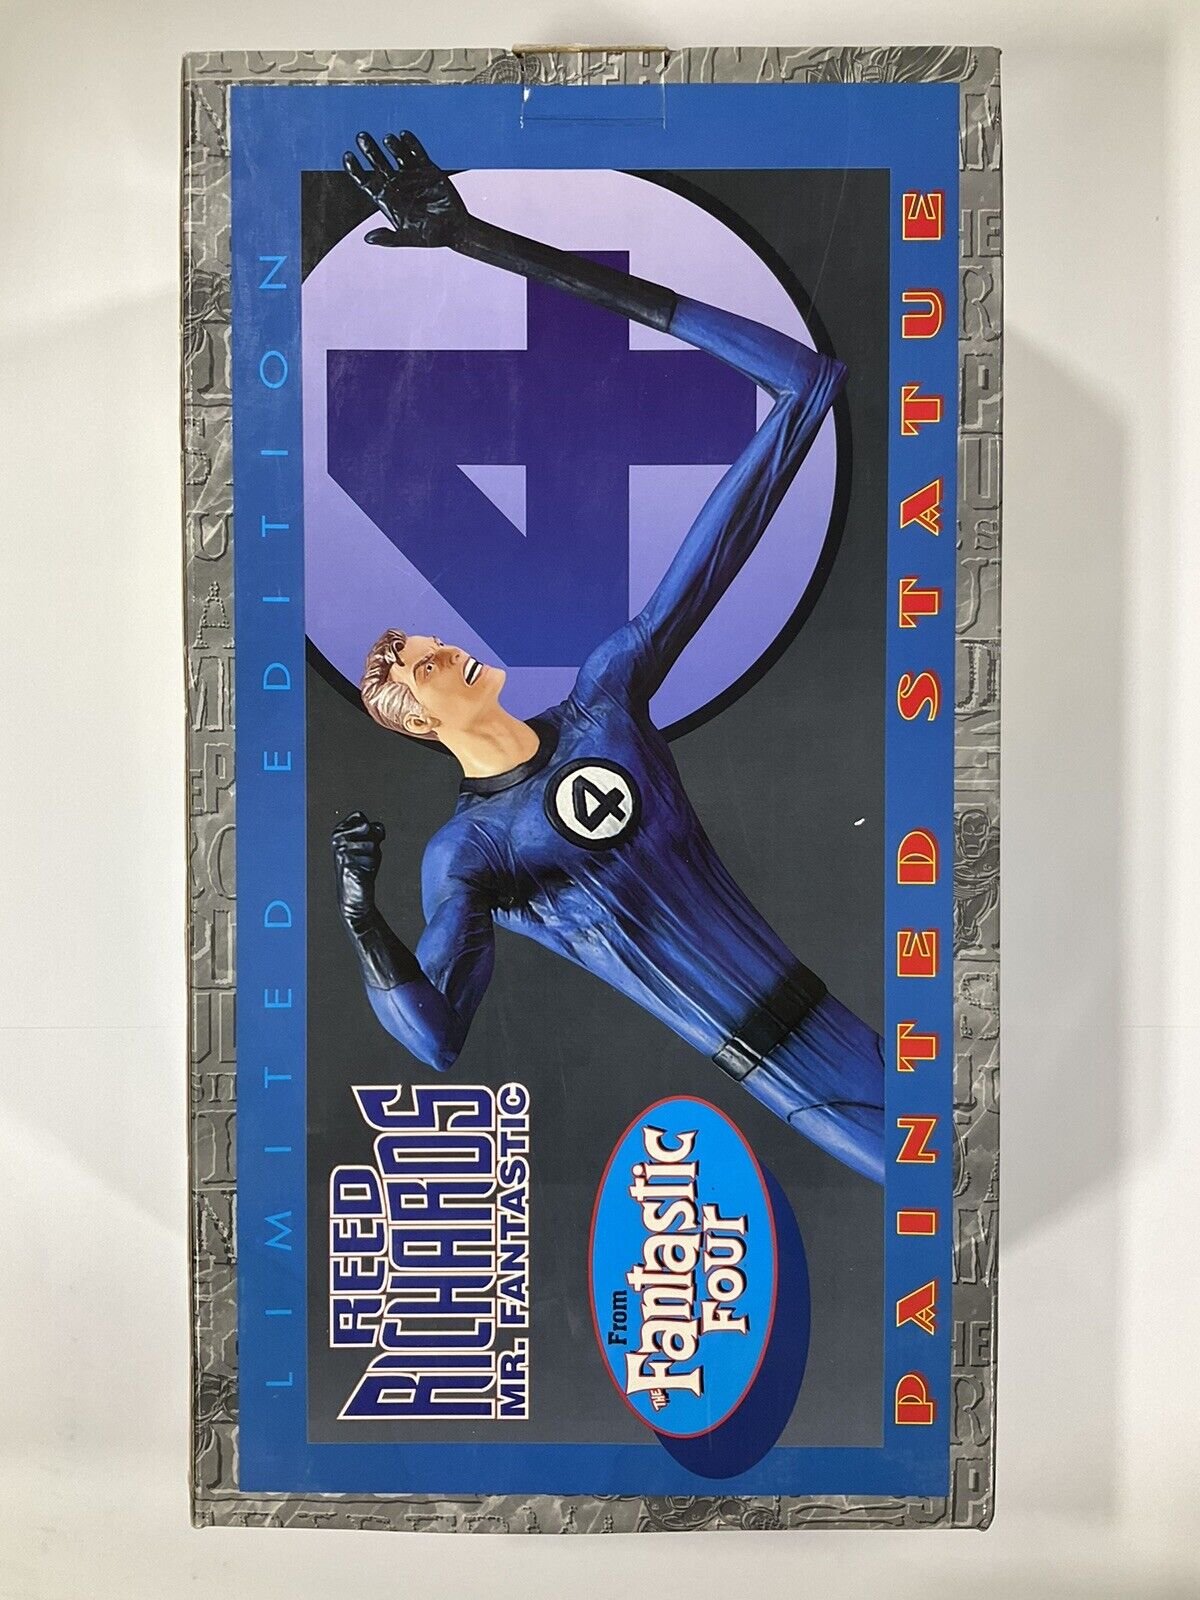 LIMITED EDITION
4
4
REED
RICHARDS
MR. FANTASTIC
From
THE
Fantastic
Four
PAINTED STATUE